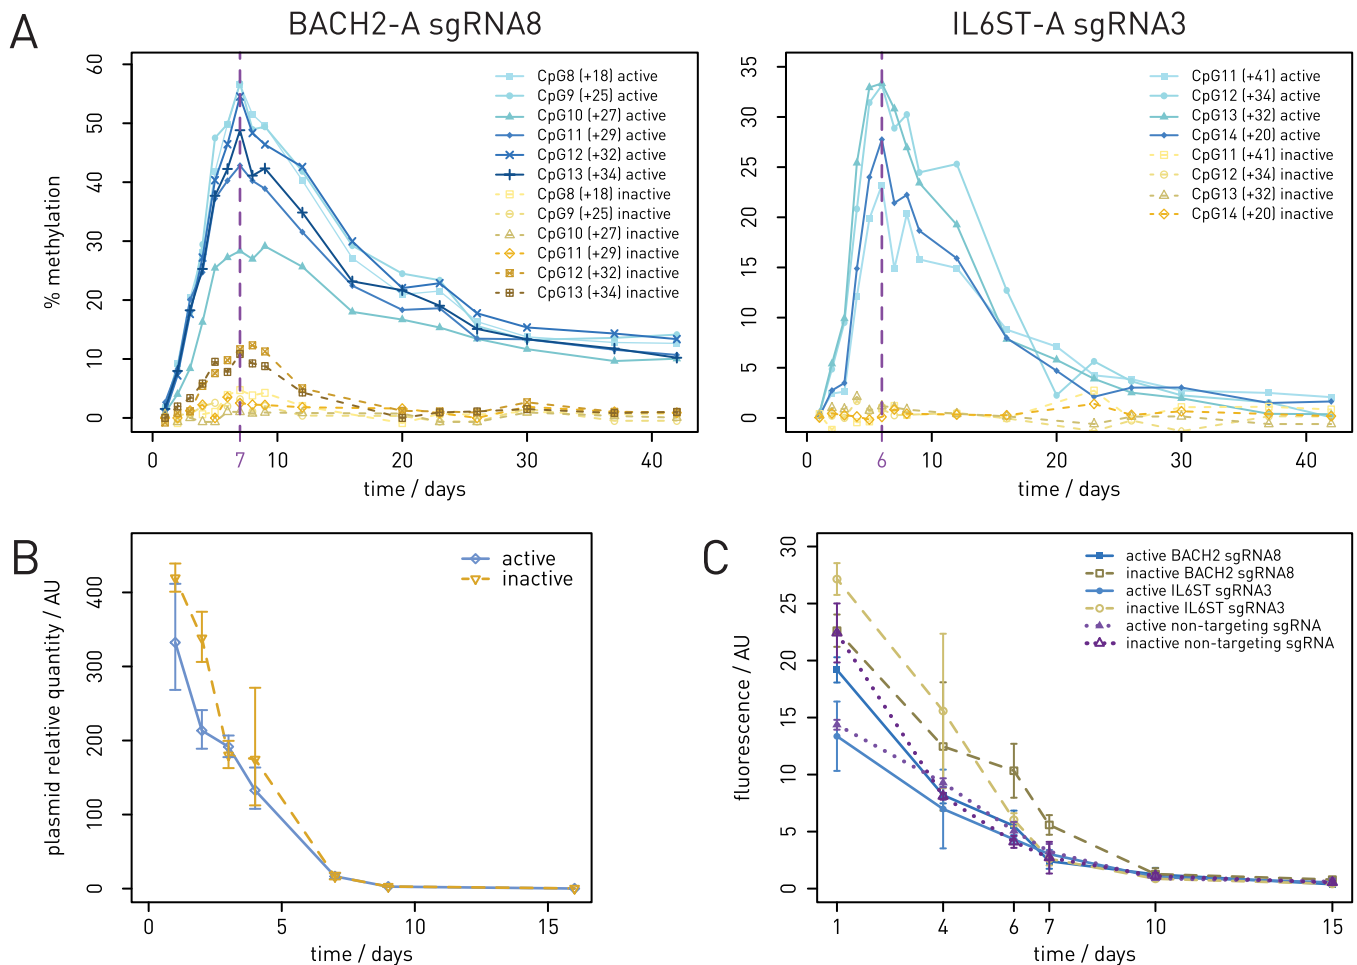 A
BACH2-A sgRNA8
% methylation
60
50
40
30
20
10
0
CpG8 (+18) active
CpG9 (+25) active
CpG10 (+27) active
CpG11 (+29) active
CpG12 (+32) active
CpG13 (+34) active
CpG8 (+18) inactive
CpG9 (+25) inactive
CpG10 (+27) inactive
CpG11 (+29) inactive
CpG12 (+32) inactive
CpG13 (+34) inactive
0 7 10 20 30 40
time / days
IL6ST-A sgRNA3
35
30
25
20
15
10
5
0
CpG11 (+41) active
CpG12 (+34) active
CpG13 (+32) active
CpG14 (+20) active
CpG11 (+41) inactive
CpG12 (+34) inactive
CpG13 (+32) inactive
CpG14 (+20) inactive
0 6 10 20 30 40
time / days
B
plasmid relative quantity / AU
400
300
200
100
0
active
inactive
0 5 10 15
time / days
C
fluorescence / AU
30
25
20
15
10
5
0
active BACH2 sgRNA8
inactive BACH2 sgRNA8
active IL6ST sgRNA3
inactive IL6ST sgRNA3
active non-targeting sgRNA
inactive non-targeting sgRNA
1 4 6 7 10 15
time / days